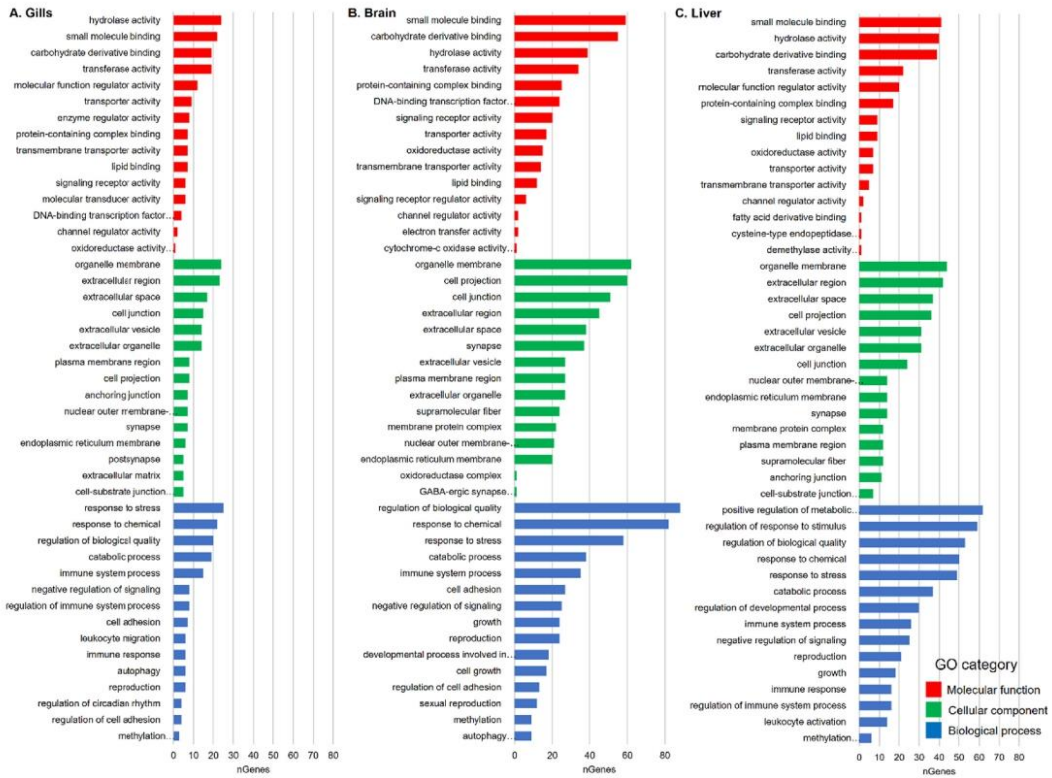 A. Gills
hydrolase activity
small molecule binding
carbohydrate derivative binding
transferase activity
molecular function regulator activity
transporter activity
enzyme regulator activity
protein-containing complex binding
transmembrane transporter activity
lipid binding
signaling receptor activity
molecular transducer activity
DNA-binding transcription factor...
channel regulator activity
oxidoreductase activity...
organelle membrane
extracellular region
extracellular space
cell junction
extracellular vesicle
extracellular organelle
plasma membrane region
cell projection
anchoring junction
nuclear outer membrane-...
synapse
endoplasmic reticulum membrane
postsynapse
extracellular matrix
cell-substrate junction...
response to stress
response to chemical
regulation of biological quality
catabolic process
immune system process
negative regulation of signaling
regulation of immune system process
cell adhesion
leukocyte migration
immune response
autophagy
reproduction
regulation of circadian rhythm
regulation of cell adhesion
methylation...
0 10 20 30 40 50 60 70 80
nGenes
B. Brain
small molecule binding
carbohydrate derivative binding
hydrolase activity
transferase activity
protein-containing complex binding
DNA-binding transcription factor...
signaling receptor activity
transporter activity
oxidoreductase activity
transmembrane transporter activity
lipid binding
signaling receptor regulator activity
channel regulator activity
electron transfer activity
cytochrome-c oxidase activity...
organelle membrane
cell projection
cell junction
extracellular region
extracellular space
synapse
extracellular vesicle
plasma membrane region
extracellular organelle
supramolecular fiber
membrane protein complex
nuclear outer membrane-...
endoplasmic reticulum membrane
oxidoreductase complex
GABA-ergic synapse...
regulation of biological quality
response to chemical
response to stress
catabolic process
immune system process
cell adhesion
negative regulation of signaling
growth
reproduction
developmental process involved in...
cell growth
regulation of cell adhesion
sexual reproduction
methylation
autophagy...
0 20 40 60 80
nGenes
C. Liver
small molecule binding
hydrolase activity
carbohydrate derivative binding
transferase activity
molecular function regulator activity
protein-containing complex binding
signaling receptor activity
lipid binding
oxidoreductase activity
transporter activity
transmembrane transporter activity
channel regulator activity
fatty acid derivative binding
cysteine-type endopeptidase...
demethylase activity...
organelle membrane
extracellular region
extracellular space
cell projection
extracellular vesicle
extracellular organelle
cell junction
nuclear outer membrane-...
endoplasmic reticulum membrane
synapse
membrane protein complex
plasma membrane region
supramolecular fiber
anchoring junction
cell-substrate junction...
positive regulation of metabolic...
regulation of response to stimulus
regulation of biological quality
response to chemical
response to stress
catabolic process
regulation of developmental process
immune system process
negative regulation of signaling
reproduction
growth
immune response
regulation of immune system process
leukocyte activation
methylation...
0 10 20 30 40 50 60 70 80
nGenes
GO category
Molecular function
Cellular component
Biological process